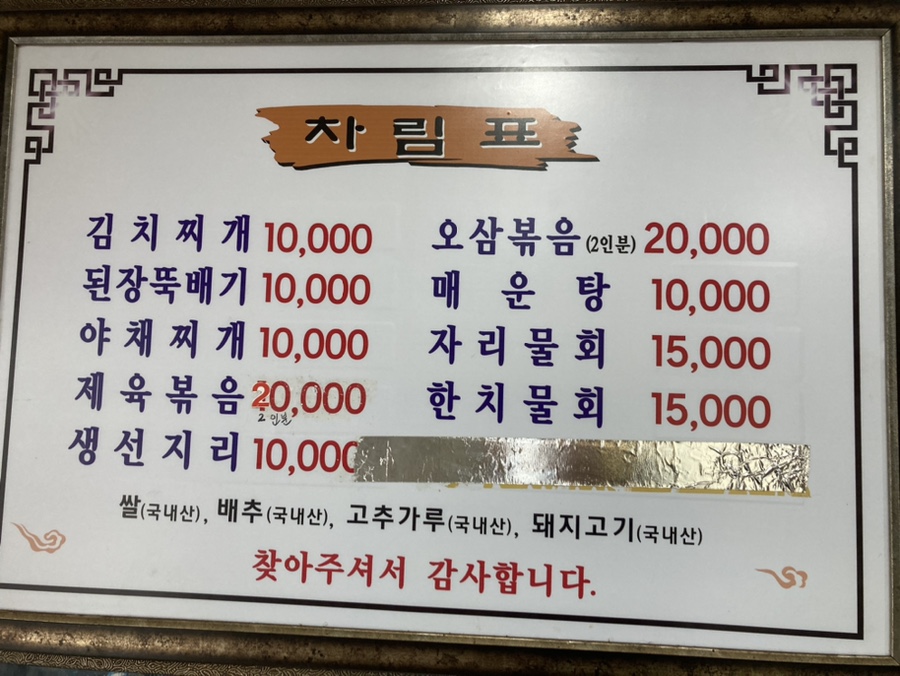 차림표
김치찌개 10,000
된장뚝배기 10,000
야채찌개 10,000
제육볶음 20,000
2인분
생선지리 10,000
오삼볶음(2인분) 20,000
매운탕 10,000
자리물회 15,000
한치물회 15,000
쌀(국내산), 배추(국내산), 고추가루(국내산), 돼지고기(국내산)
찾아주셔서 감사합니다.